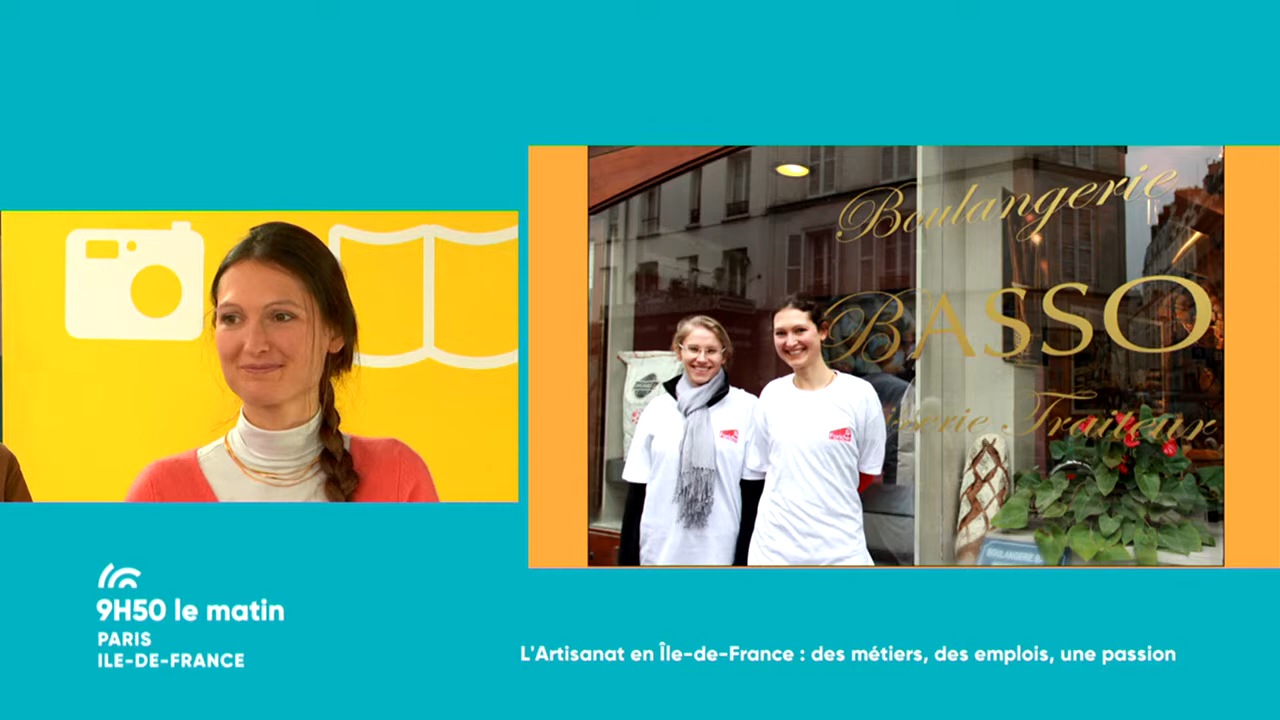 Boulangerie
BASSO
Traiteur
BOULANGERIE
9H50 le matin
PARIS
ILE-DE-FRANCE
L'Artisanat en Île-de-France : des métiers, des emplois, une passion